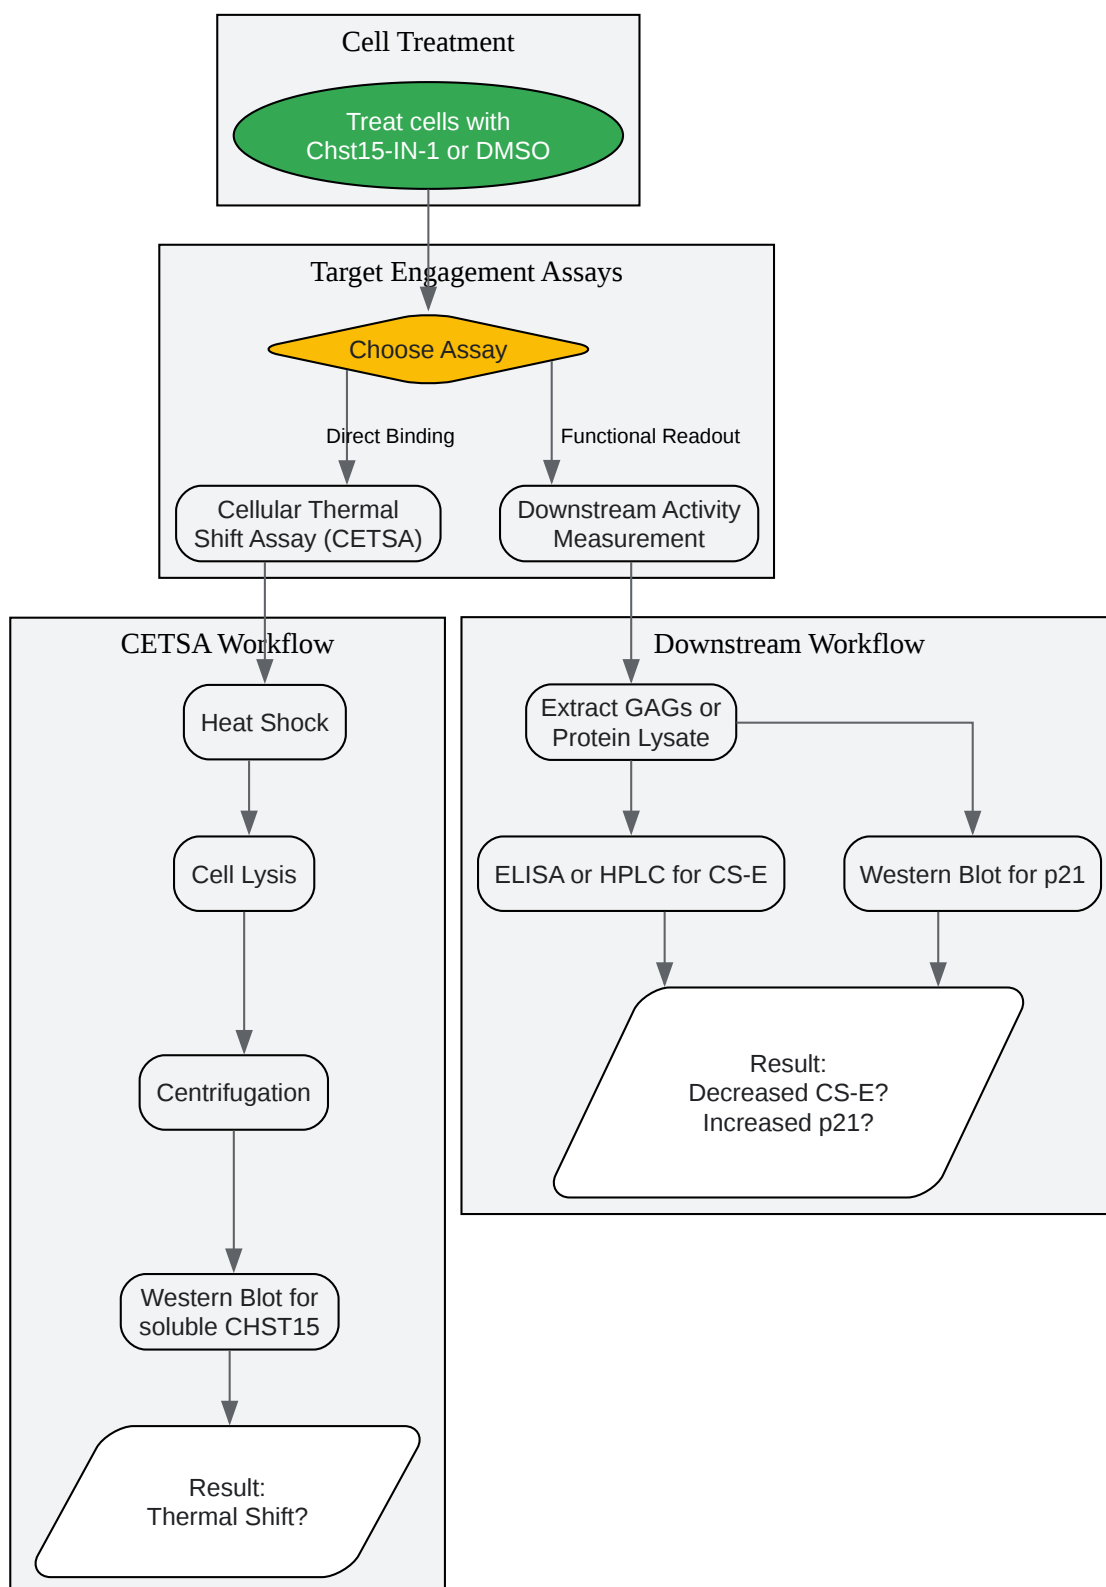 Cell Treatment
Treat cells with
Chst15-IN-1 or DMSO
Target Engagement Assays
Choose Assay
Direct Binding
Functional Readout
Cellular Thermal
Shift Assay (CETSA)
Downstream Activity
Measurement
CETSA Workflow
Heat Shock
Cell Lysis
Centrifugation
Western Blot for
soluble CHST15
Result:
Thermal Shift?
Downstream Workflow
Extract GAGs or
Protein Lysate
ELISA or HPLC for CS-E
Western Blot for p21
Result:
Decreased CS-E?
Increased p21?